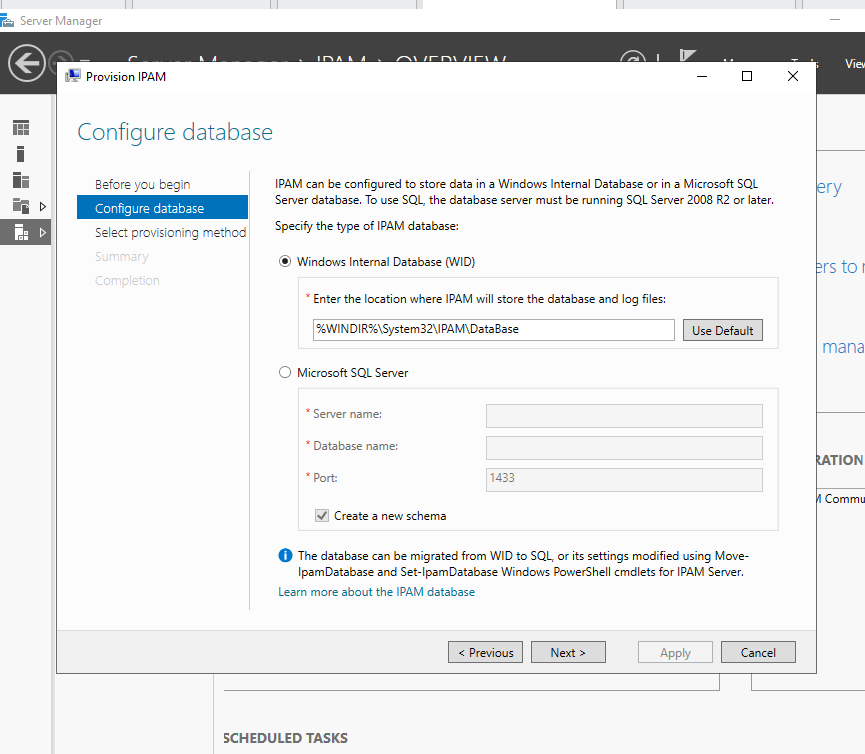 Server Manager
Provision IPAM
Configure database
Before you begin
Configure database
Select provisioning method
Summary
Completion
IPAM can be configured to store data in a Windows Internal Database or in a Microsoft SQL
Server database. To use SQL, the database server must be running SQL Server 2008 R2 or later.
Specify the type of IPAM database:
Windows Internal Database (WID)
* Enter the location where IPAM will store the database and log files:
%WINDIR%\System32\IPAM\DataBase
Use Default
Microsoft SQL Server
* Server name:
* Database name:
* Port:
1433
Create a new schema
The database can be migrated from WID to SQL, or its settings modified using Move-
IpamDatabase and Set-IpamDatabase Windows PowerShell cmdlets for IPAM Server.
Learn more about the IPAM database
< Previous
Next >
Apply
Cancel
ery
ers to
mana
RATION
M Commu
SCHEDULED TASKS